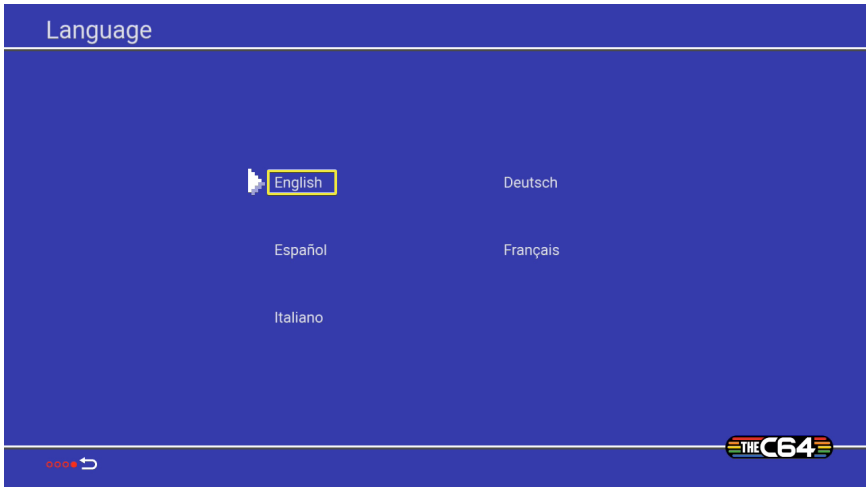 Language
English Deutsch
Español Français
Italiano
THEC64